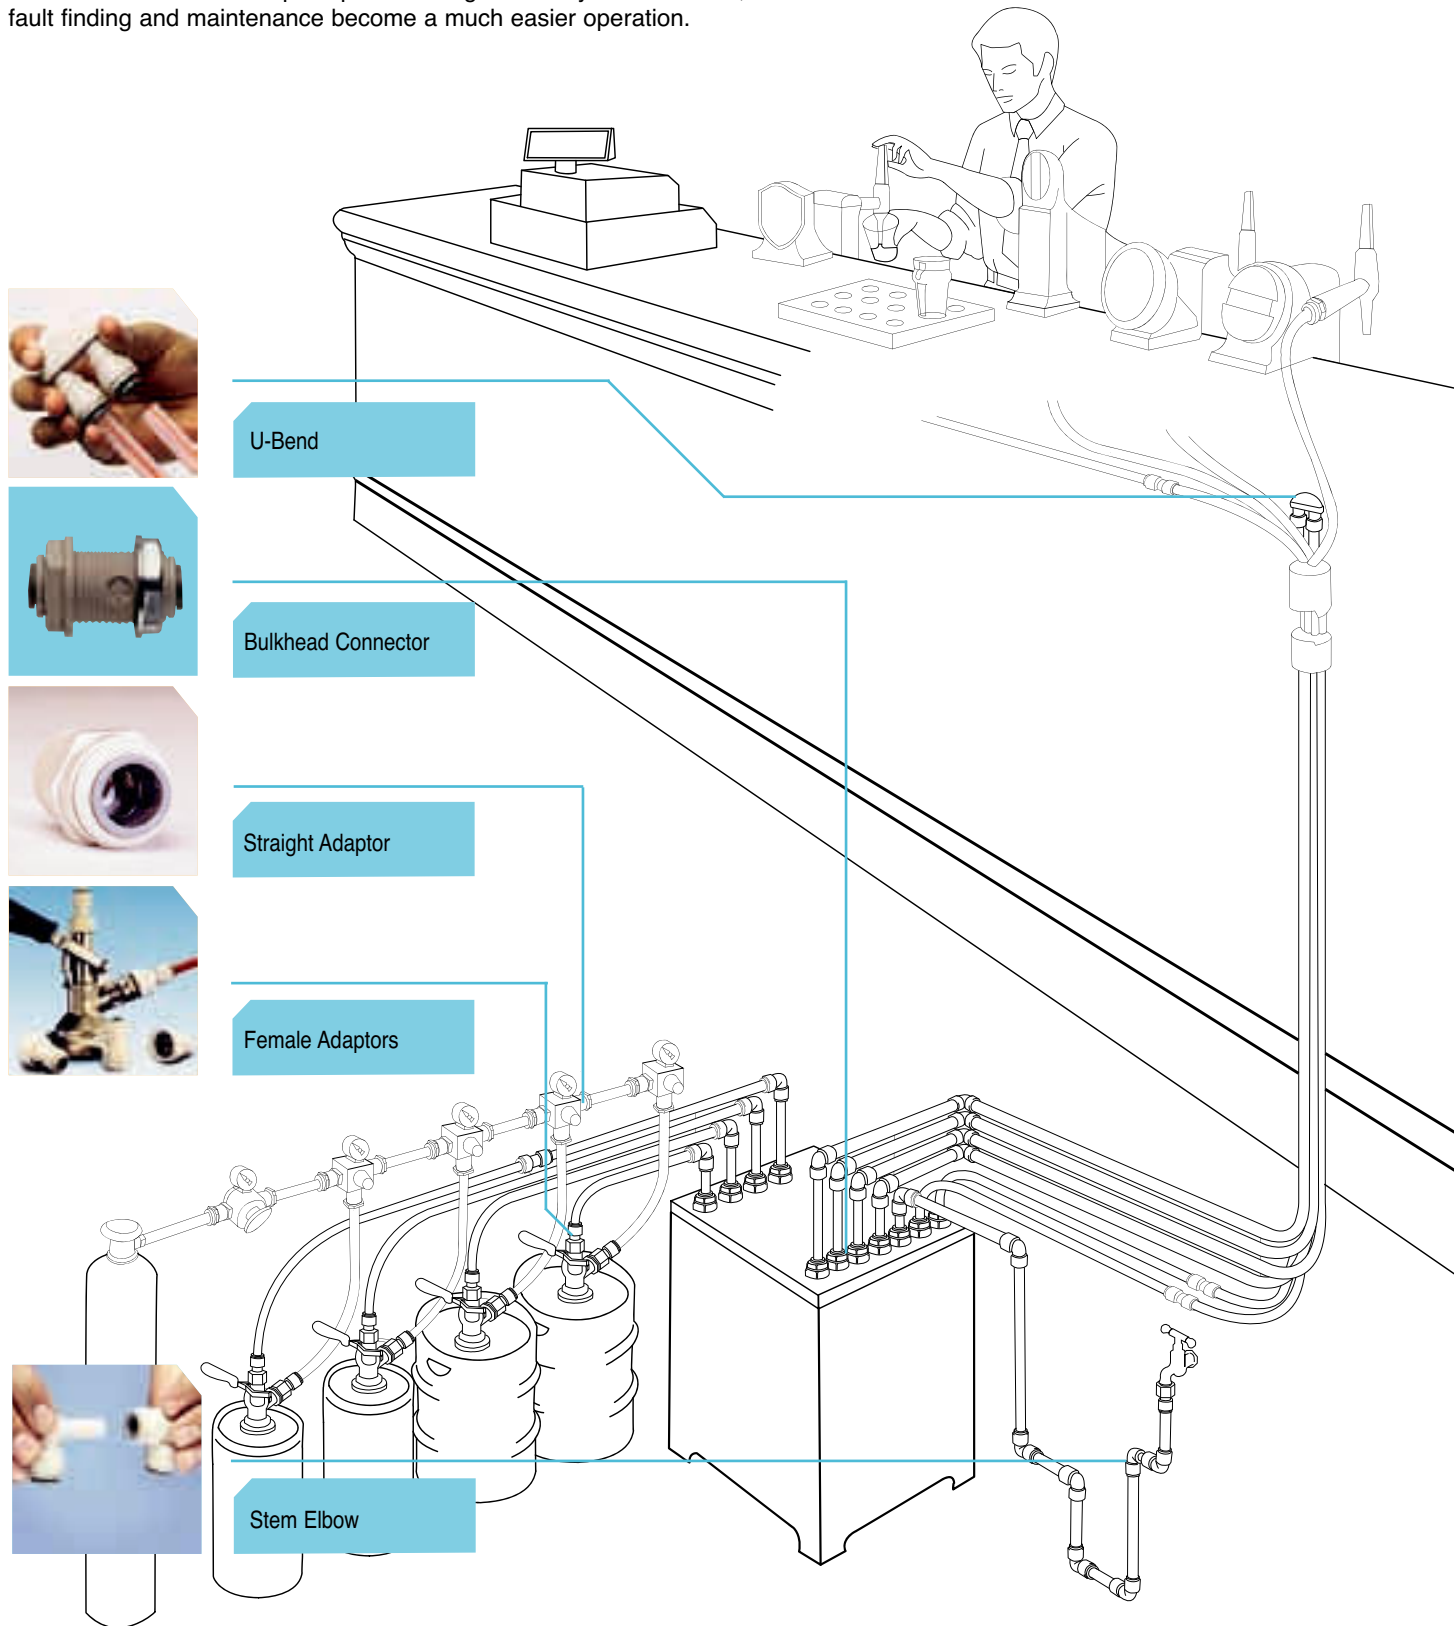 fault finding and maintenance become a much easier operation.
U-Bend
Bulkhead Connector
Straight Adaptor
Female Adaptors
Stem Elbow